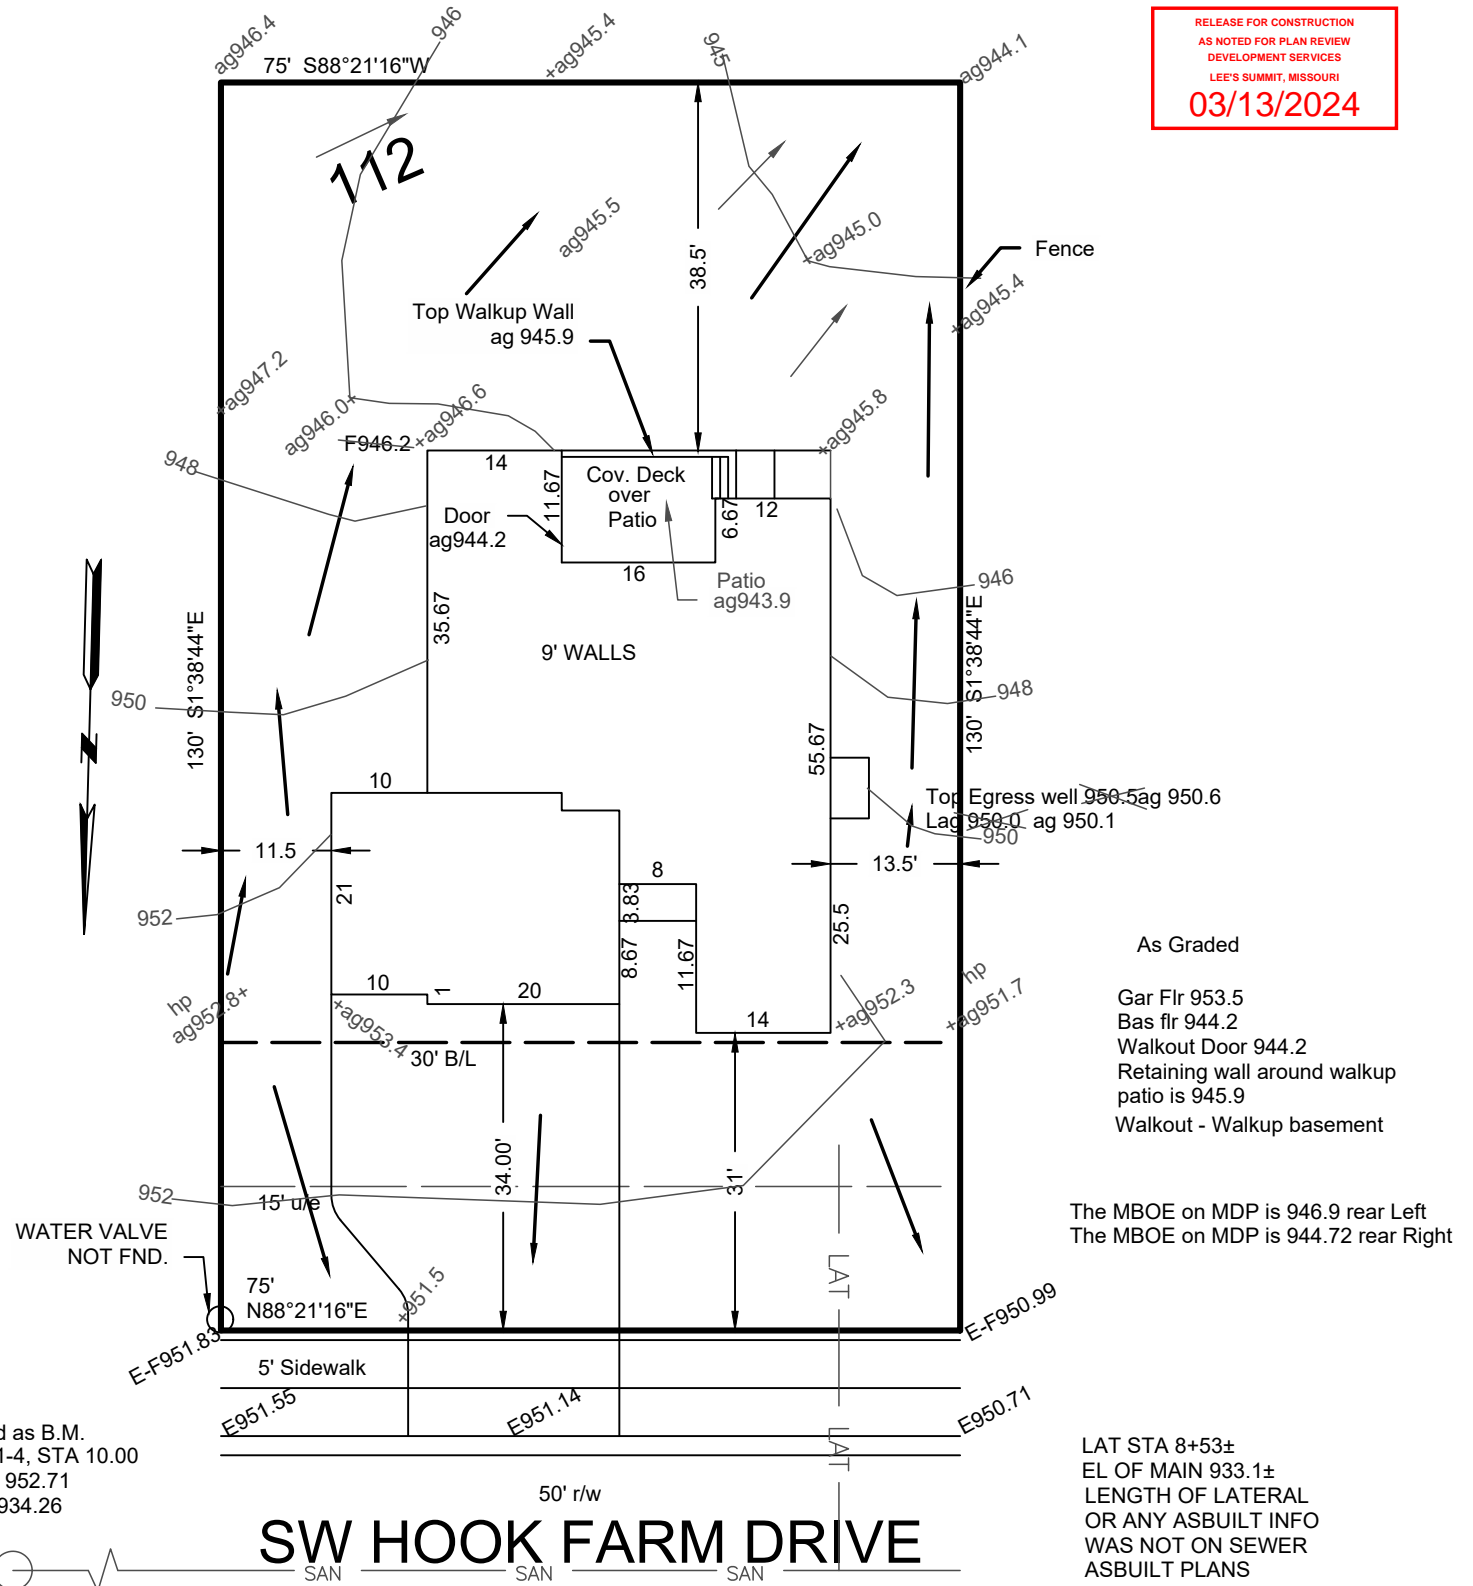 RELEASE FOR CONSTRUCTION
AS NOTED FOR PLAN REVIEW
DEVELOPMENT SERVICES
LEE'S SUMMIT, MISSOURI
03/13/2024
ag946.4
946
+ag945.4
945
ag944.1
75' S88°21'16"W
112
ag945.5
+ag945.0
38.5'
Fence
+ag945.4
Top Walkup Wall
ag 945.9
+ag947.2
ag946.0+
+ag946.6
F946.2
+ag945.8
948
14
11.67
Cov. Deck
over
Patio
6.67
12
Door
ag944.2
16
Patio
ag943.9
946
35.67
9' WALLS
130' S1°38'44"E
130' S1°38'44"E
950
948
55.67
10
Top Egress well 950.5ag 950.6
Lag 950.0 ag 950.1
950
11.5
13.5'
21
8
3.83
952
25.5
8.67
11.67
As Graded
hp
ag952.8+
10
1
20
14
+ag953.4
+ag952.3
hp
+ag951.7
Gar Flr 953.5
Bas flr 944.2
Walkout Door 944.2
Retaining wall around walkup
patio is 945.9
Walkout - Walkup basement
30' B/L
34.00'
31'
952
15' u/e
The MBOE on MDP is 946.9 rear Left
The MBOE on MDP is 944.72 rear Right
WATER VALVE
NOT FND.
75'
N88°21'16"E
+951.5
LAT
E-F951.83
E-F950.99
5' Sidewalk
E951.55
E951.14
E950.71
LAT
d as B.M.
1-4, STA 10.00
952.71
934.26
50' r/w
SW HOOK FARM DRIVE
SAN
SAN
SAN
LAT STA 8+53±
EL OF MAIN 933.1±
LENGTH OF LATERAL
OR ANY ASBUILT INFO
WAS NOT ON SEWER
ASBUILT PLANS
N